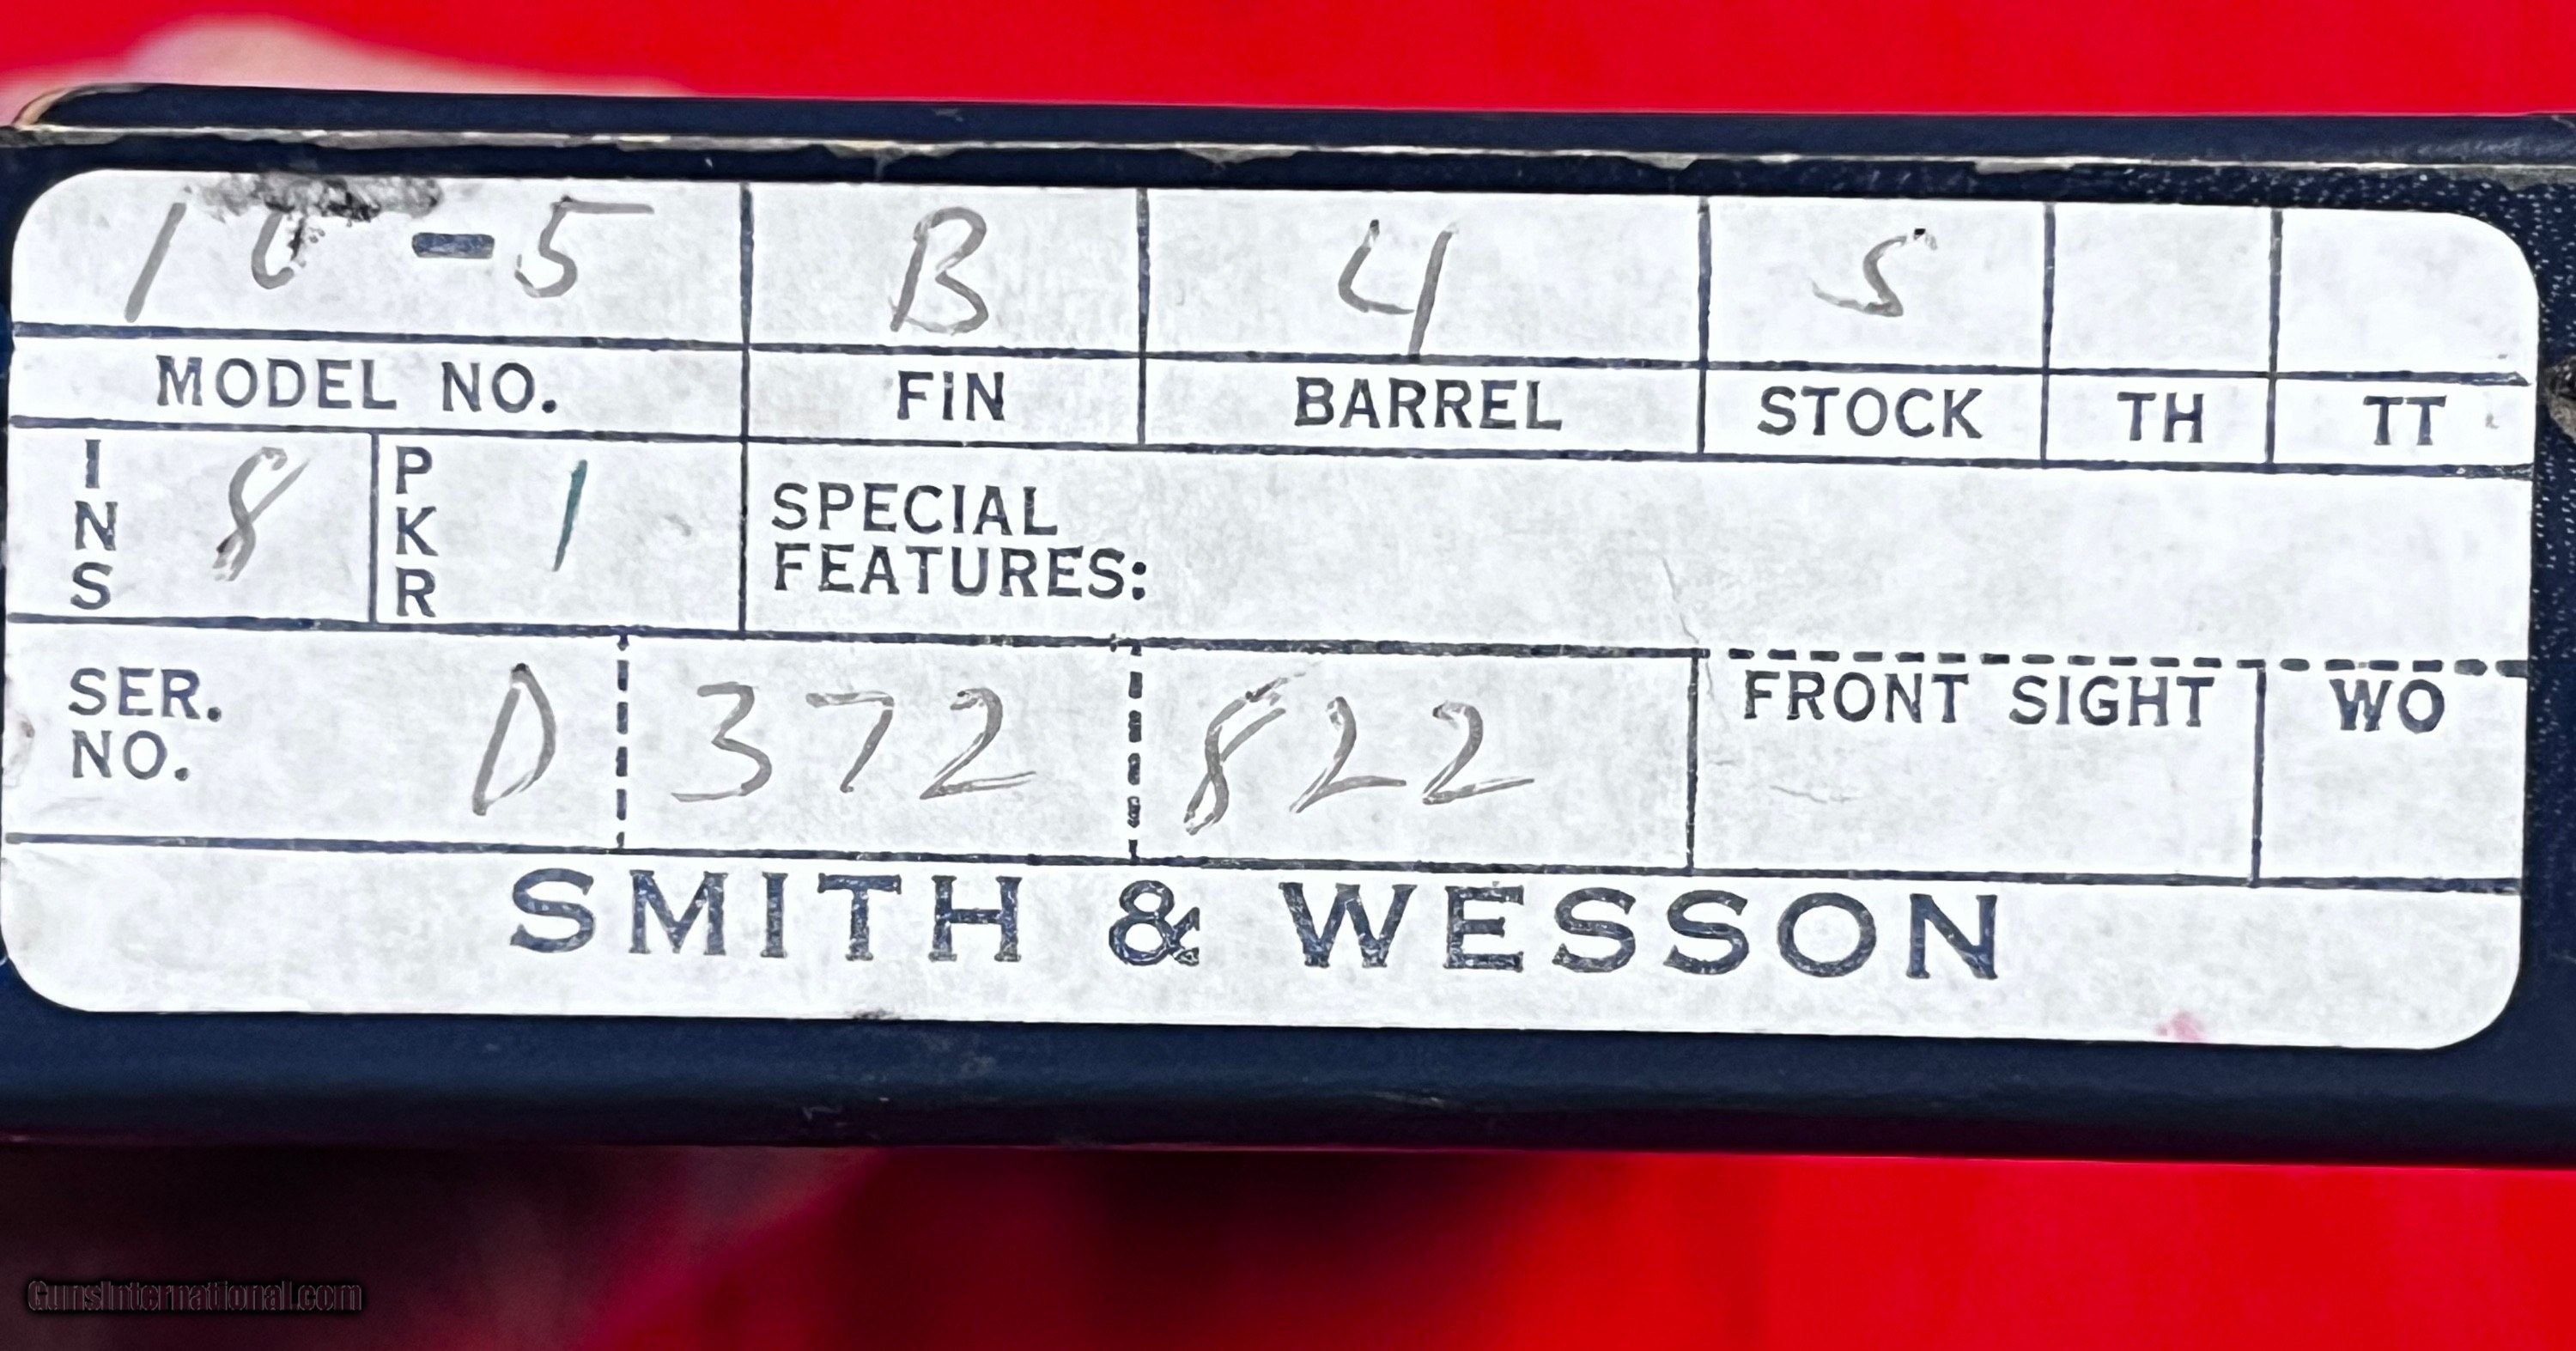 10-5 B 4 S
MODEL NO. FIN BARREL STOCK TH TT
INS 8 PKR 1 SPECIAL
FEATURES:
SER. NO. D 372 822 FRONT SIGHT WO
SMITH & WESSON
GunsInternational.com